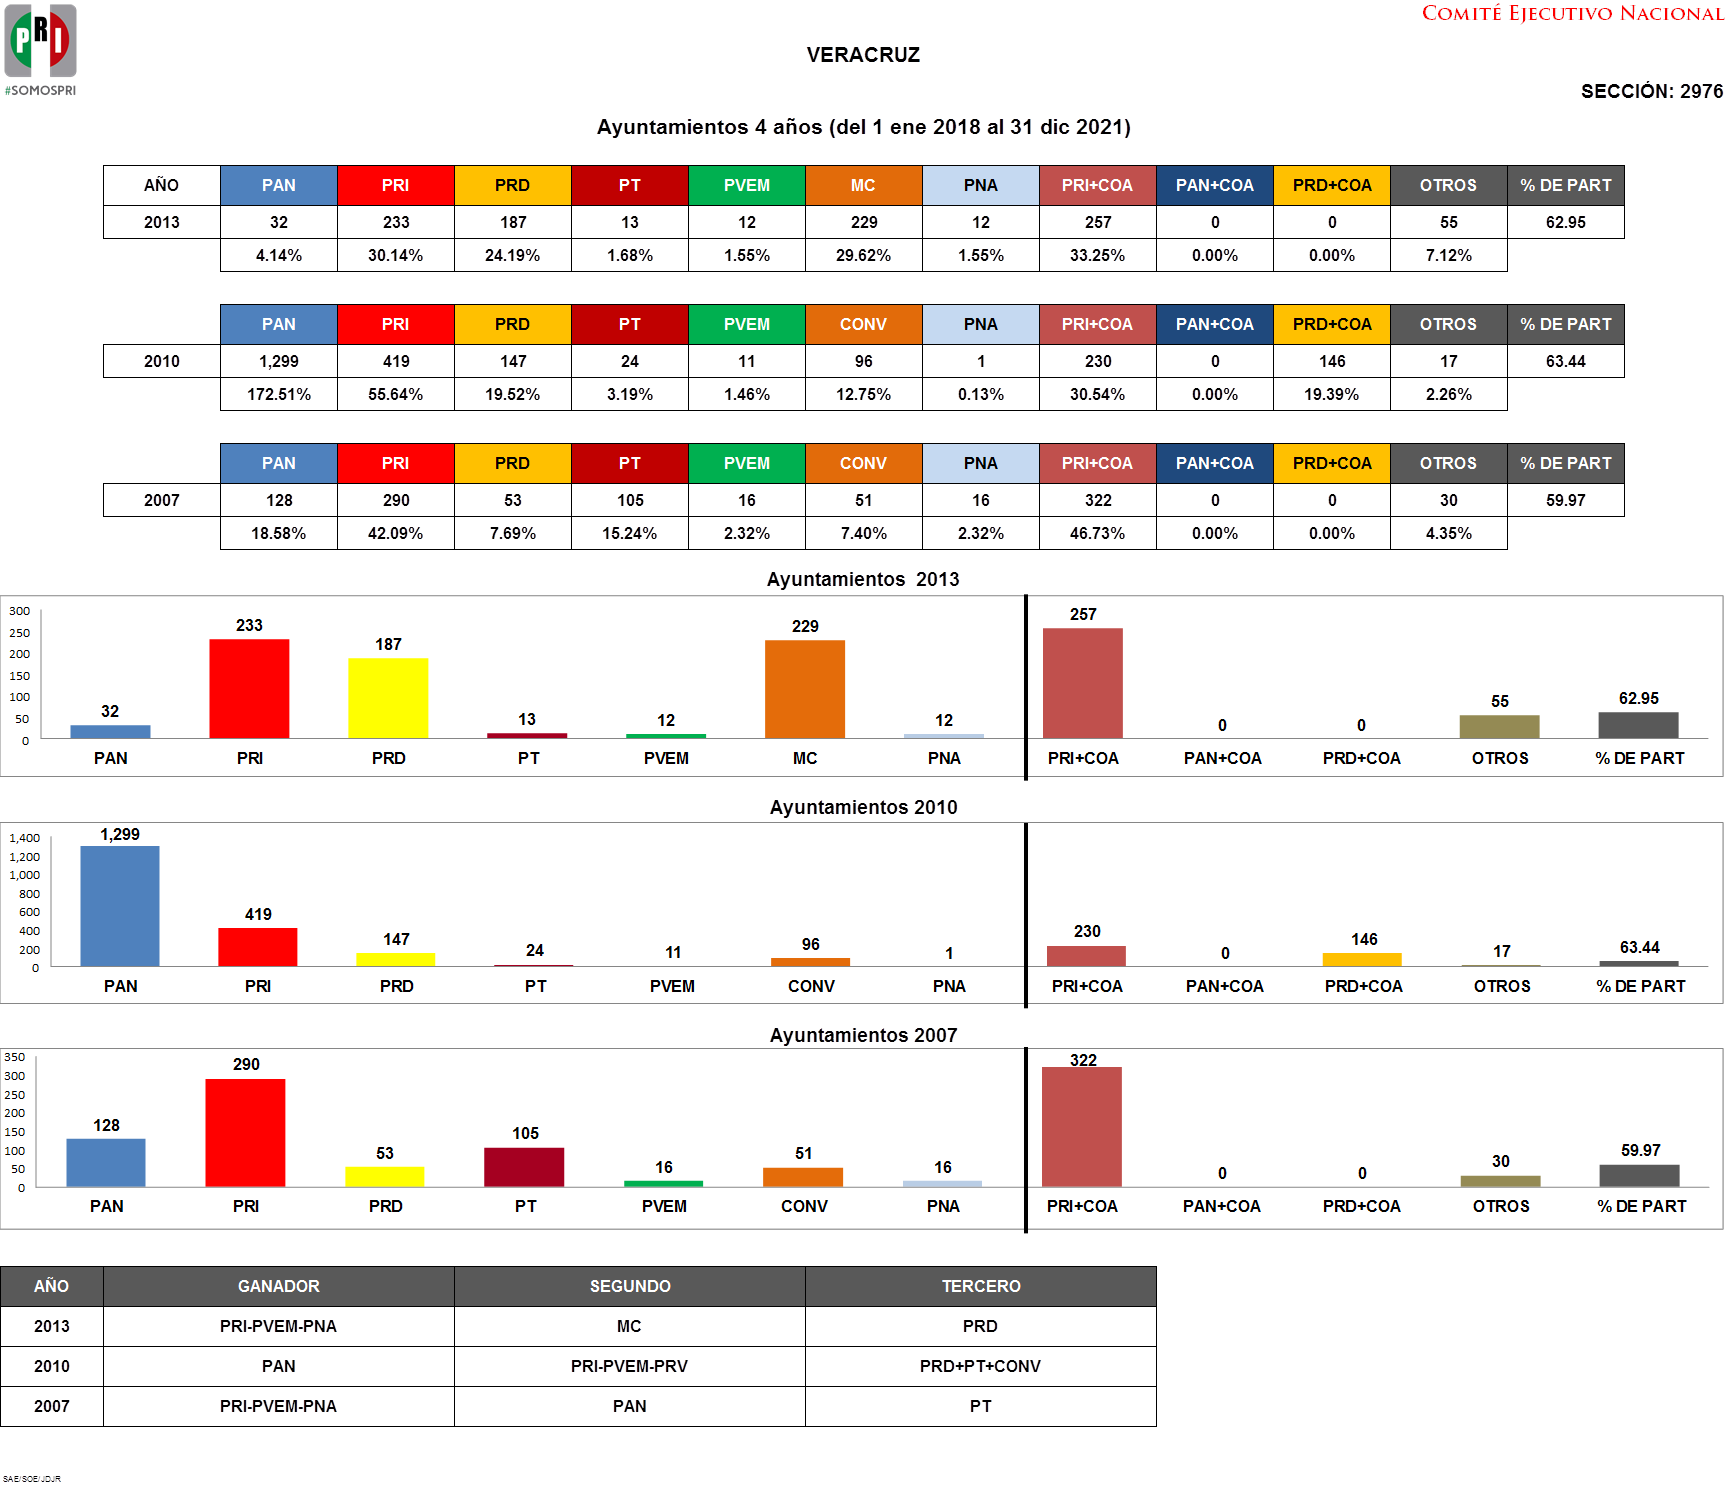 PRI
#SOMOSPRI
COMITÉ EJECUTIVO NACIONAL
VERACRUZ
SECCIÓN: 2976
Ayuntamientos 4 años (del 1 ene 2018 al 31 dic 2021)
AÑO PAN PRI PRD PT PVEM MC PNA PRI+COA PAN+COA PRD+COA OTROS % DE PART
2013 32 233 187 13 12 229 12 257 0 0 55 62.95
4.14% 30.14% 24.19% 1.68% 1.55% 29.62% 1.55% 33.25% 0.00% 0.00% 7.12%
PAN PRI PRD PT PVEM CONV PNA PRI+COA PAN+COA PRD+COA OTROS % DE PART
2010 1,299 419 147 24 11 96 1 230 0 146 17 63.44
172.51% 55.64% 19.52% 3.19% 1.46% 12.75% 0.13% 30.54% 0.00% 19.39% 2.26%
PAN PRI PRD PT PVEM CONV PNA PRI+COA PAN+COA PRD+COA OTROS % DE PART
2007 128 290 53 105 16 51 16 322 0 0 30 59.97
18.58% 42.09% 7.69% 15.24% 2.32% 7.40% 2.32% 46.73% 0.00% 0.00% 4.35%
Ayuntamientos 2013
300
250
200
150
100
50
0
32 233 187 13 12 229 12 257 0 0 55 62.95
PAN PRI PRD PT PVEM MC PNA PRI+COA PAN+COA PRD+COA OTROS % DE PART
Ayuntamientos 2010
1,400
1,200
1,000
800
600
400
200
0
1,299 419 147 24 11 96 1 230 0 146 17 63.44
PAN PRI PRD PT PVEM CONV PNA PRI+COA PAN+COA PRD+COA OTROS % DE PART
Ayuntamientos 2007
350
300
250
200
150
100
50
0
128 290 53 105 16 51 16 322 0 0 30 59.97
PAN PRI PRD PT PVEM CONV PNA PRI+COA PAN+COA PRD+COA OTROS % DE PART
AÑO GANADOR SEGUNDO TERCERO
2013 PRI-PVEM-PNA MC PRD
2010 PAN PRI-PVEM-PRV PRD+PT+CONV
2007 PRI-PVEM-PNA PAN PT
SAE/SOE/JDJR